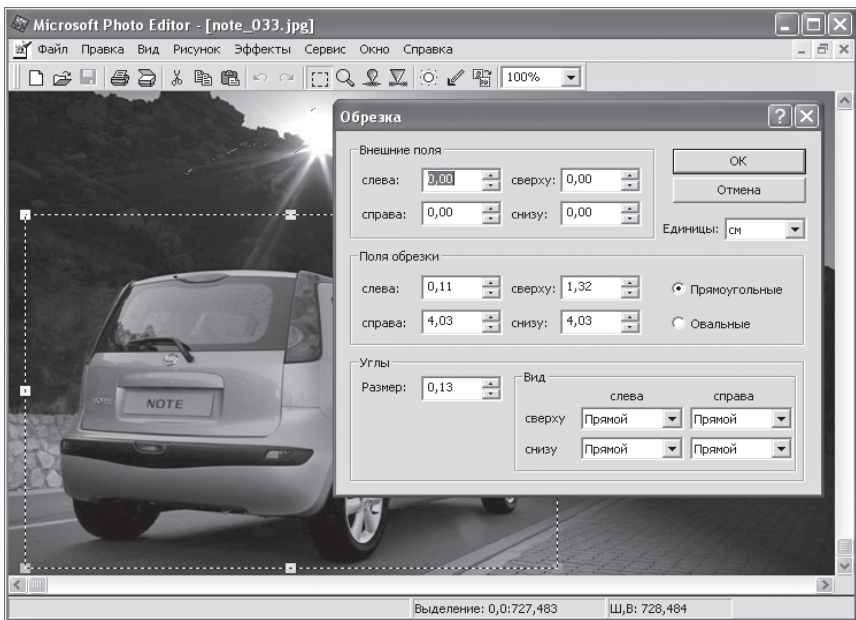 Microsoft Photo Editor - [note_033.jpg]
Файл Правка Вид Рисунок Эффекты Сервис Окно Справка
100%
Обрезка
Внешние поля
слева: 0,00 сверху: 0,00
справа: 0,00 снизу: 0,00
OK
Отмена
Единицы: см
Поля обрезки
слева: 0,11 сверху: 1,32
справа: 4,03 снизу: 4,03
Прямоугольные
Овальные
Углы
Размер: 0,13
Вид
слева справа
сверху Прямой Прямой
снизу Прямой Прямой
NOTE
Выделение: 0,0:727,483 Ш,В: 728,484